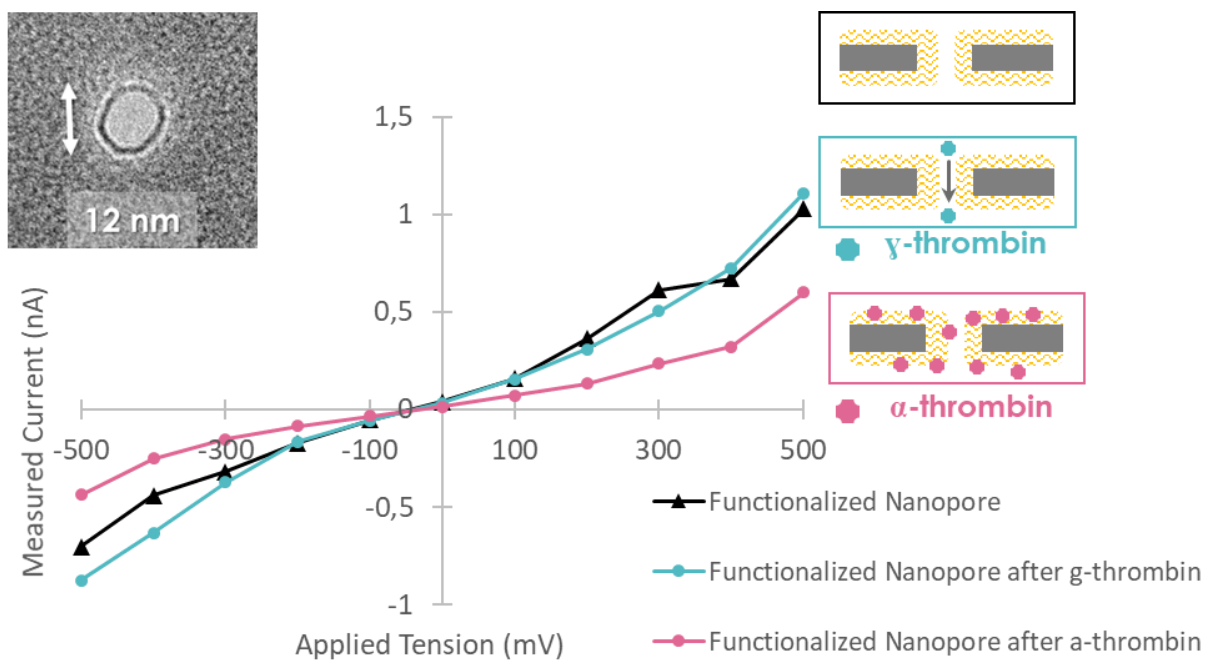 12 nm
Measured Current (nA)
1,5
1
0,5
0
-0,5
-1
-500
-300
-100
100
300
500
Applied Tension (mV)
ɣ-thrombin
α-thrombin
Functionalized Nanopore
Functionalized Nanopore after g-thrombin
Functionalized Nanopore after a-thrombin